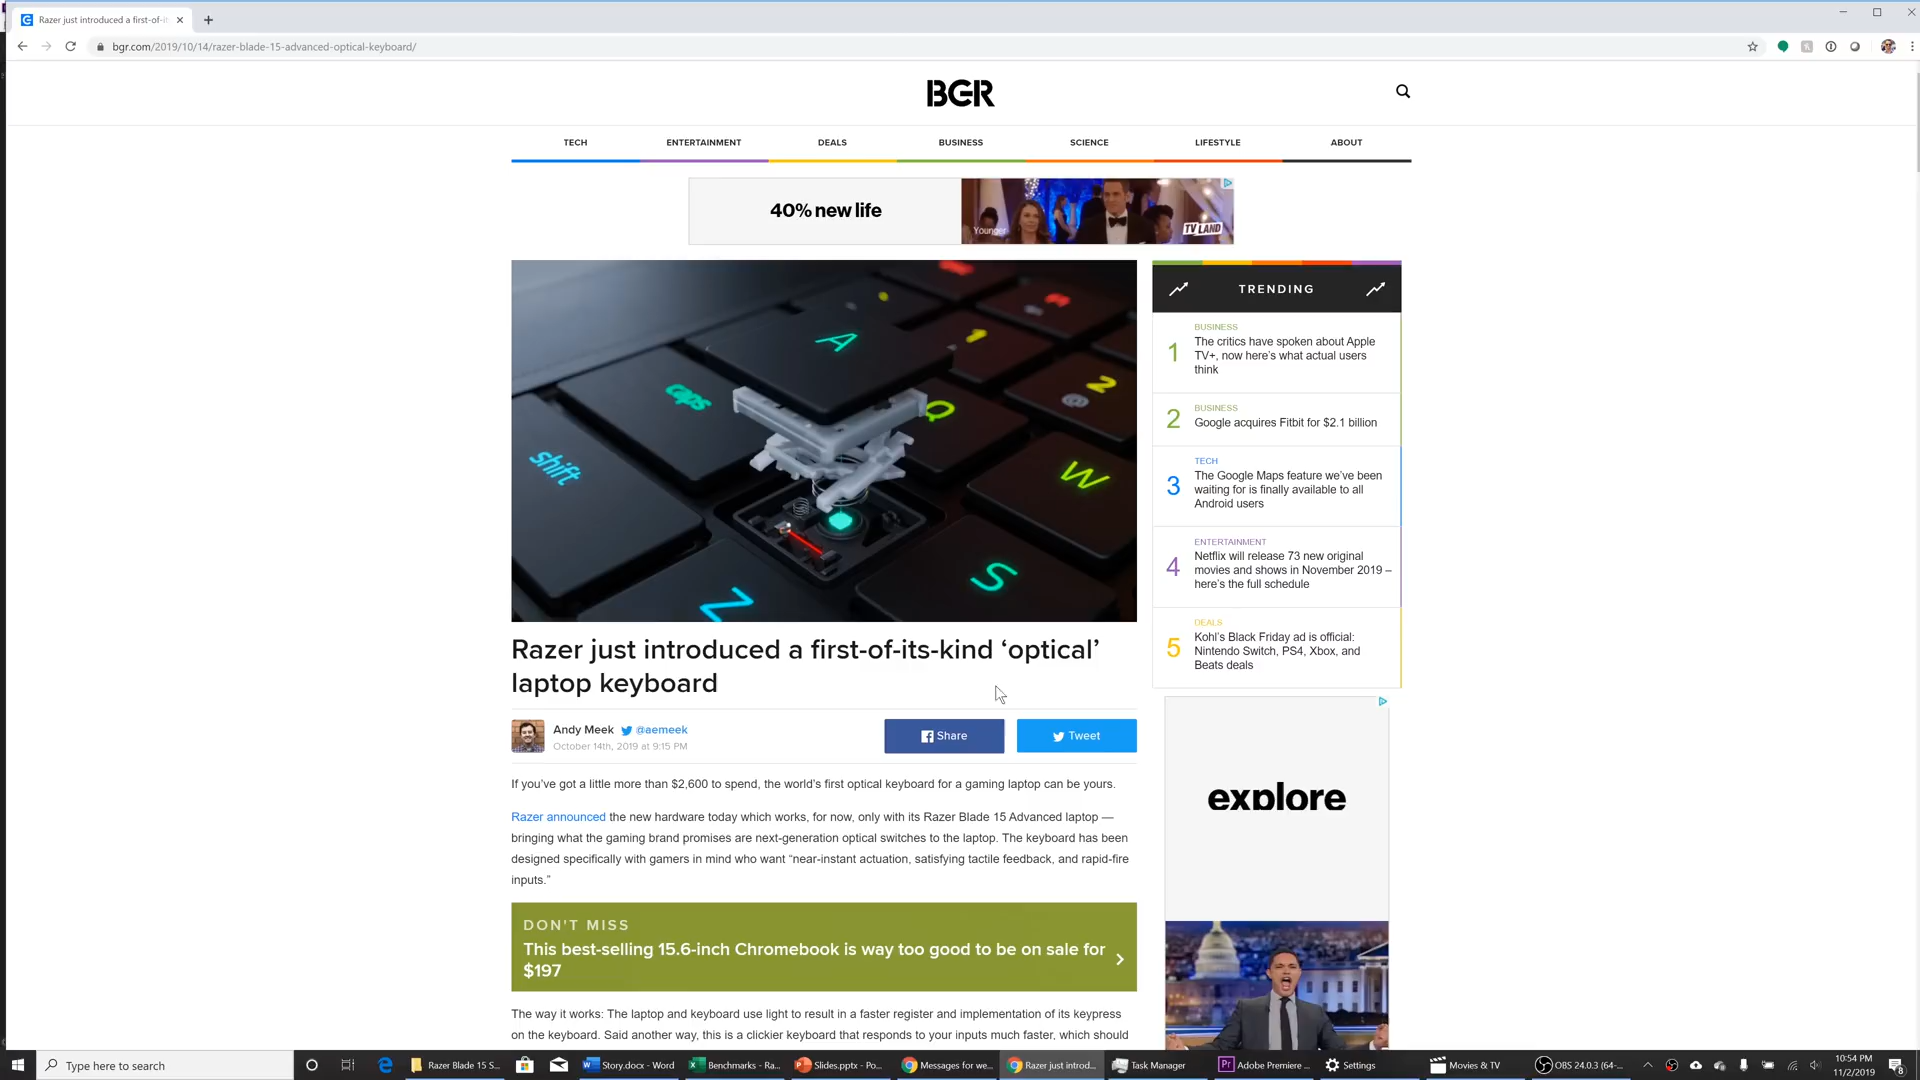 Razer just introduced a first-of-it
bgr.com/2019/10/14/razer-blade-15-advanced-optical-keyboard/
BGR
TECH
ENTERTAINMENT
DEALS
BUSINESS
SCIENCE
LIFESTYLE
ABOUT
40% new life
Younger
TV LAND
A
1
caps
Q
@ 2
shift
W
S
Z
TRENDING
BUSINESS
1
The critics have spoken about Apple
TV+, now here's what actual users
think
BUSINESS
2
Google acquires Fitbit for $2.1 billion
TECH
3
The Google Maps feature we've been
waiting for is finally available to all
Android users
ENTERTAINMENT
4
Netflix will release 73 new original
movies and shows in November 2019 –
here's the full schedule
DEALS
5
Kohl's Black Friday ad is official:
Nintendo Switch, PS4, Xbox, and
Beats deals
Razer just introduced a first-of-its-kind ‘optical’
laptop keyboard
Andy Meek @aemeek
October 14th, 2019 at 9:15 PM
Share
Tweet
explore
If you've got a little more than $2,600 to spend, the world's first optical keyboard for a gaming laptop can be yours.
Razer announced the new hardware today which works, for now, only with its Razer Blade 15 Advanced laptop —
bringing what the gaming brand promises are next-generation optical switches to the laptop. The keyboard has been
designed specifically with gamers in mind who want “near-instant actuation, satisfying tactile feedback, and rapid-fire
inputs.”
DON'T MISS
This best-selling 15.6-inch Chromebook is way too good to be on sale for
$197
The way it works: The laptop and keyboard use light to result in a faster register and implementation of its keypress
on the keyboard. Said another way, this is a clickier keyboard that responds to your inputs much faster, which should
Type here to search
Razer Blade 15 S...
Story.docx - Word
Benchmarks - Ra...
Slides.pptx - Po...
Messages for we...
Razer just introd...
Task Manager
Adobe Premiere ...
Settings
Movies & TV
OBS 24.0.3 (64-...
10:54 PM
11/2/2019